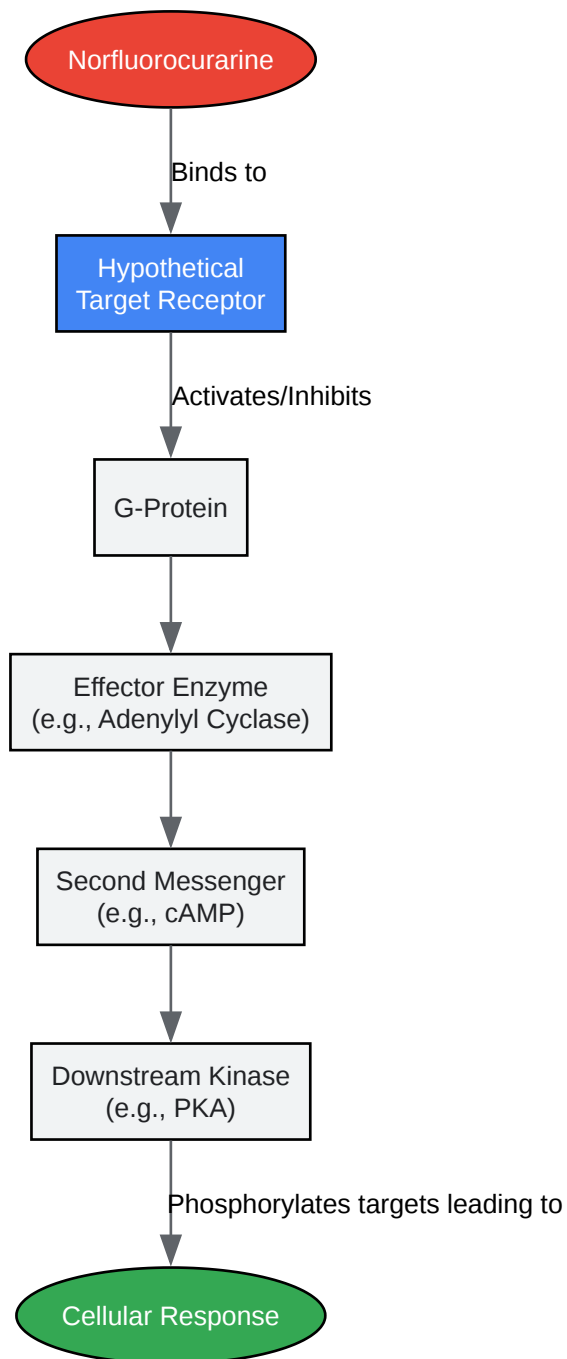 Norfluorocurarine
Binds to
Hypothetical
Target Receptor
Activates/Inhibits
G-Protein
Effector Enzyme
(e.g., Adenylyl Cyclase)
Second Messenger
(e.g., cAMP)
Downstream Kinase
(e.g., PKA)
Phosphorylates targets leading to
Cellular Response